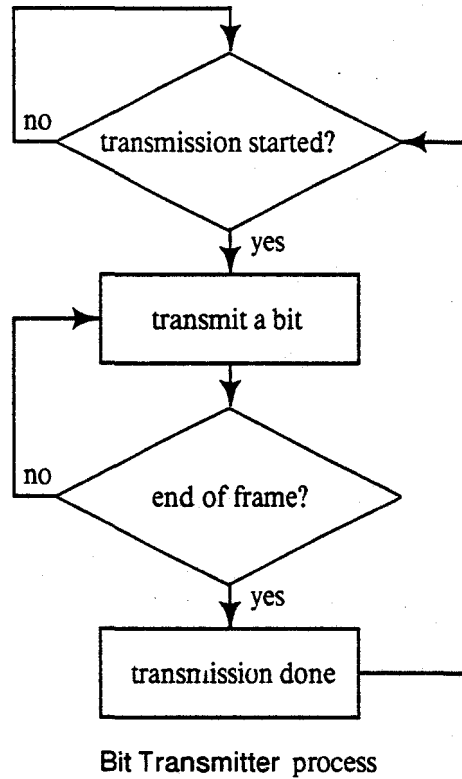 no
transmission started?
yes
transmit a bit
no
end of frame?
yes
transmission done
Bit Transmitter process